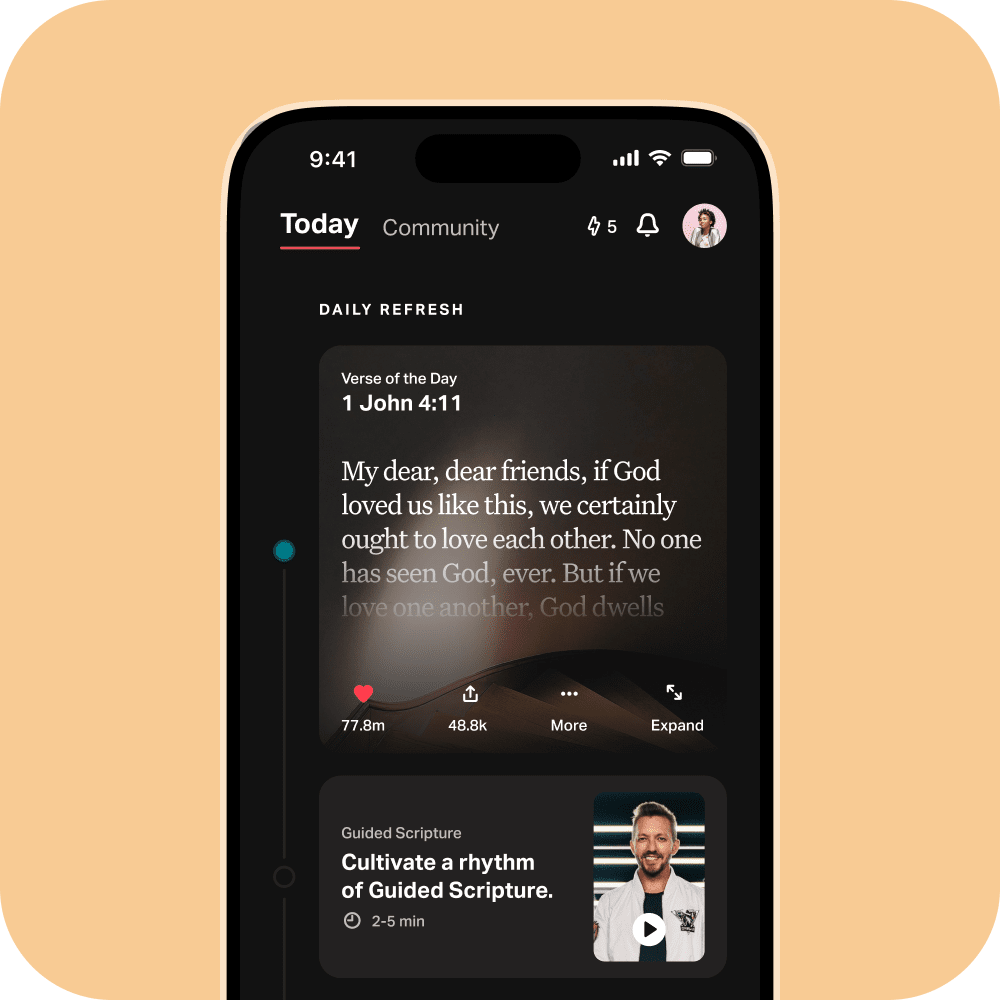 9:41
Today
Community
5
DAILY REFRESH
Verse of the Day
1 John 4:11
My dear, dear friends, if God
loved us like this, we certainly
ought to love each other. No one
has seen God, ever. But if we
love one another, God dwells
77.8m
48.8k
More
Expand
Guided Scripture
Cultivate a rhythm
of Guided Scripture.
2-5 min